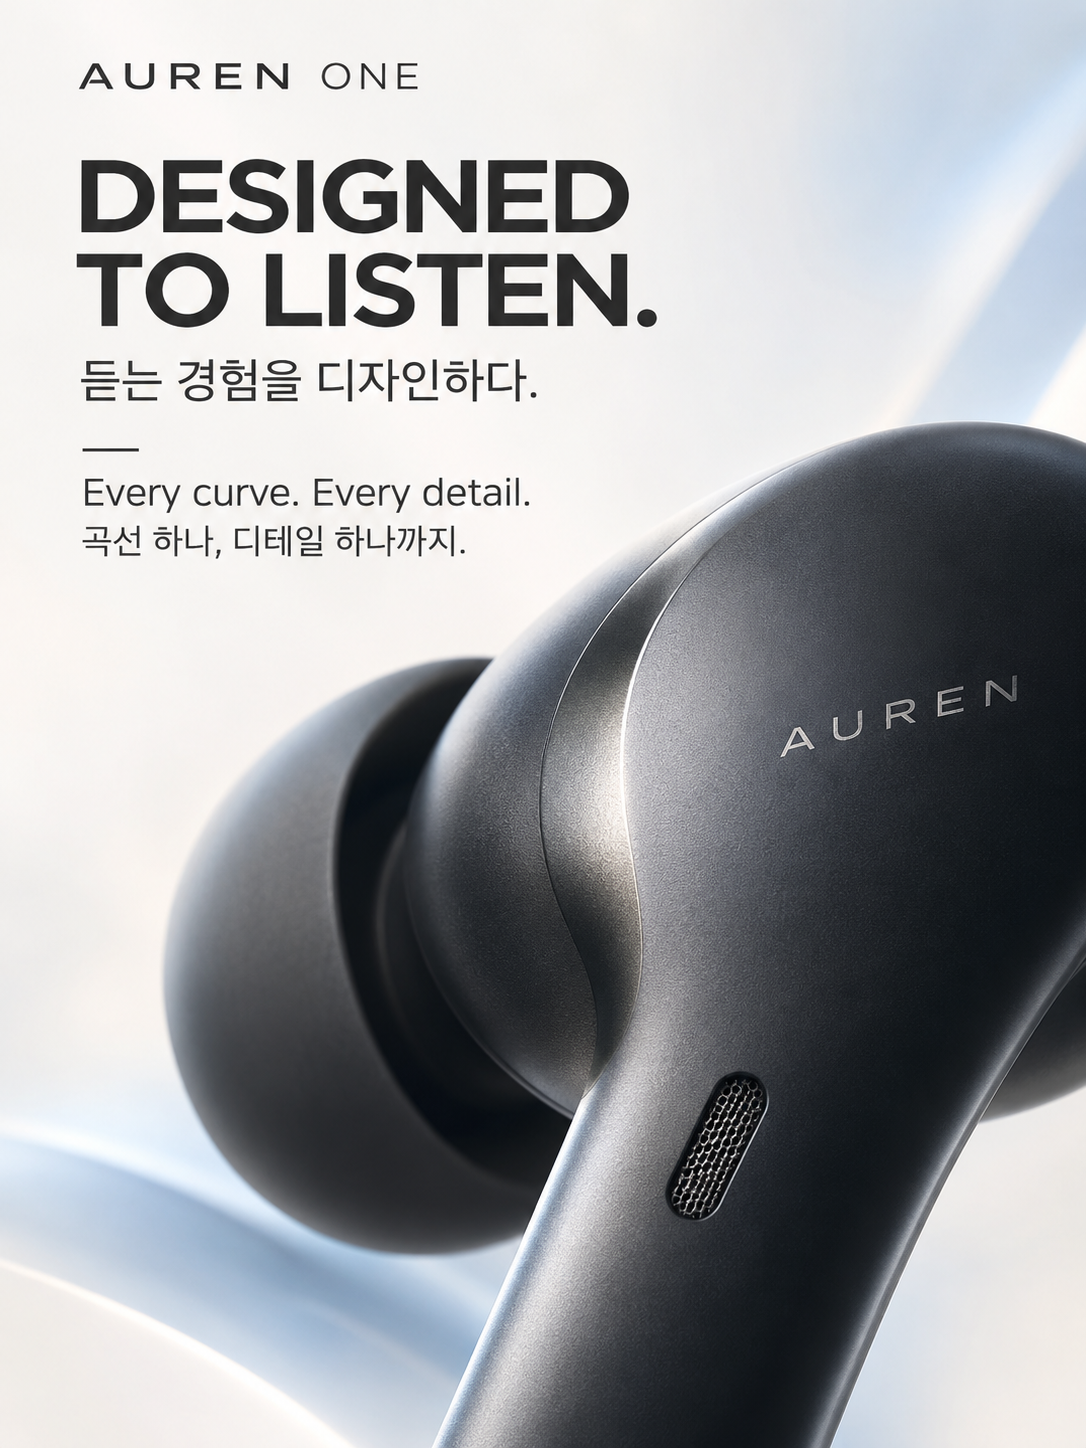 AUREN ONE
DESIGNED
TO LISTEN.
듣는 경험을 디자인하다.
Every curve. Every detail.
곡선 하나, 디테일 하나까지.
AUREN